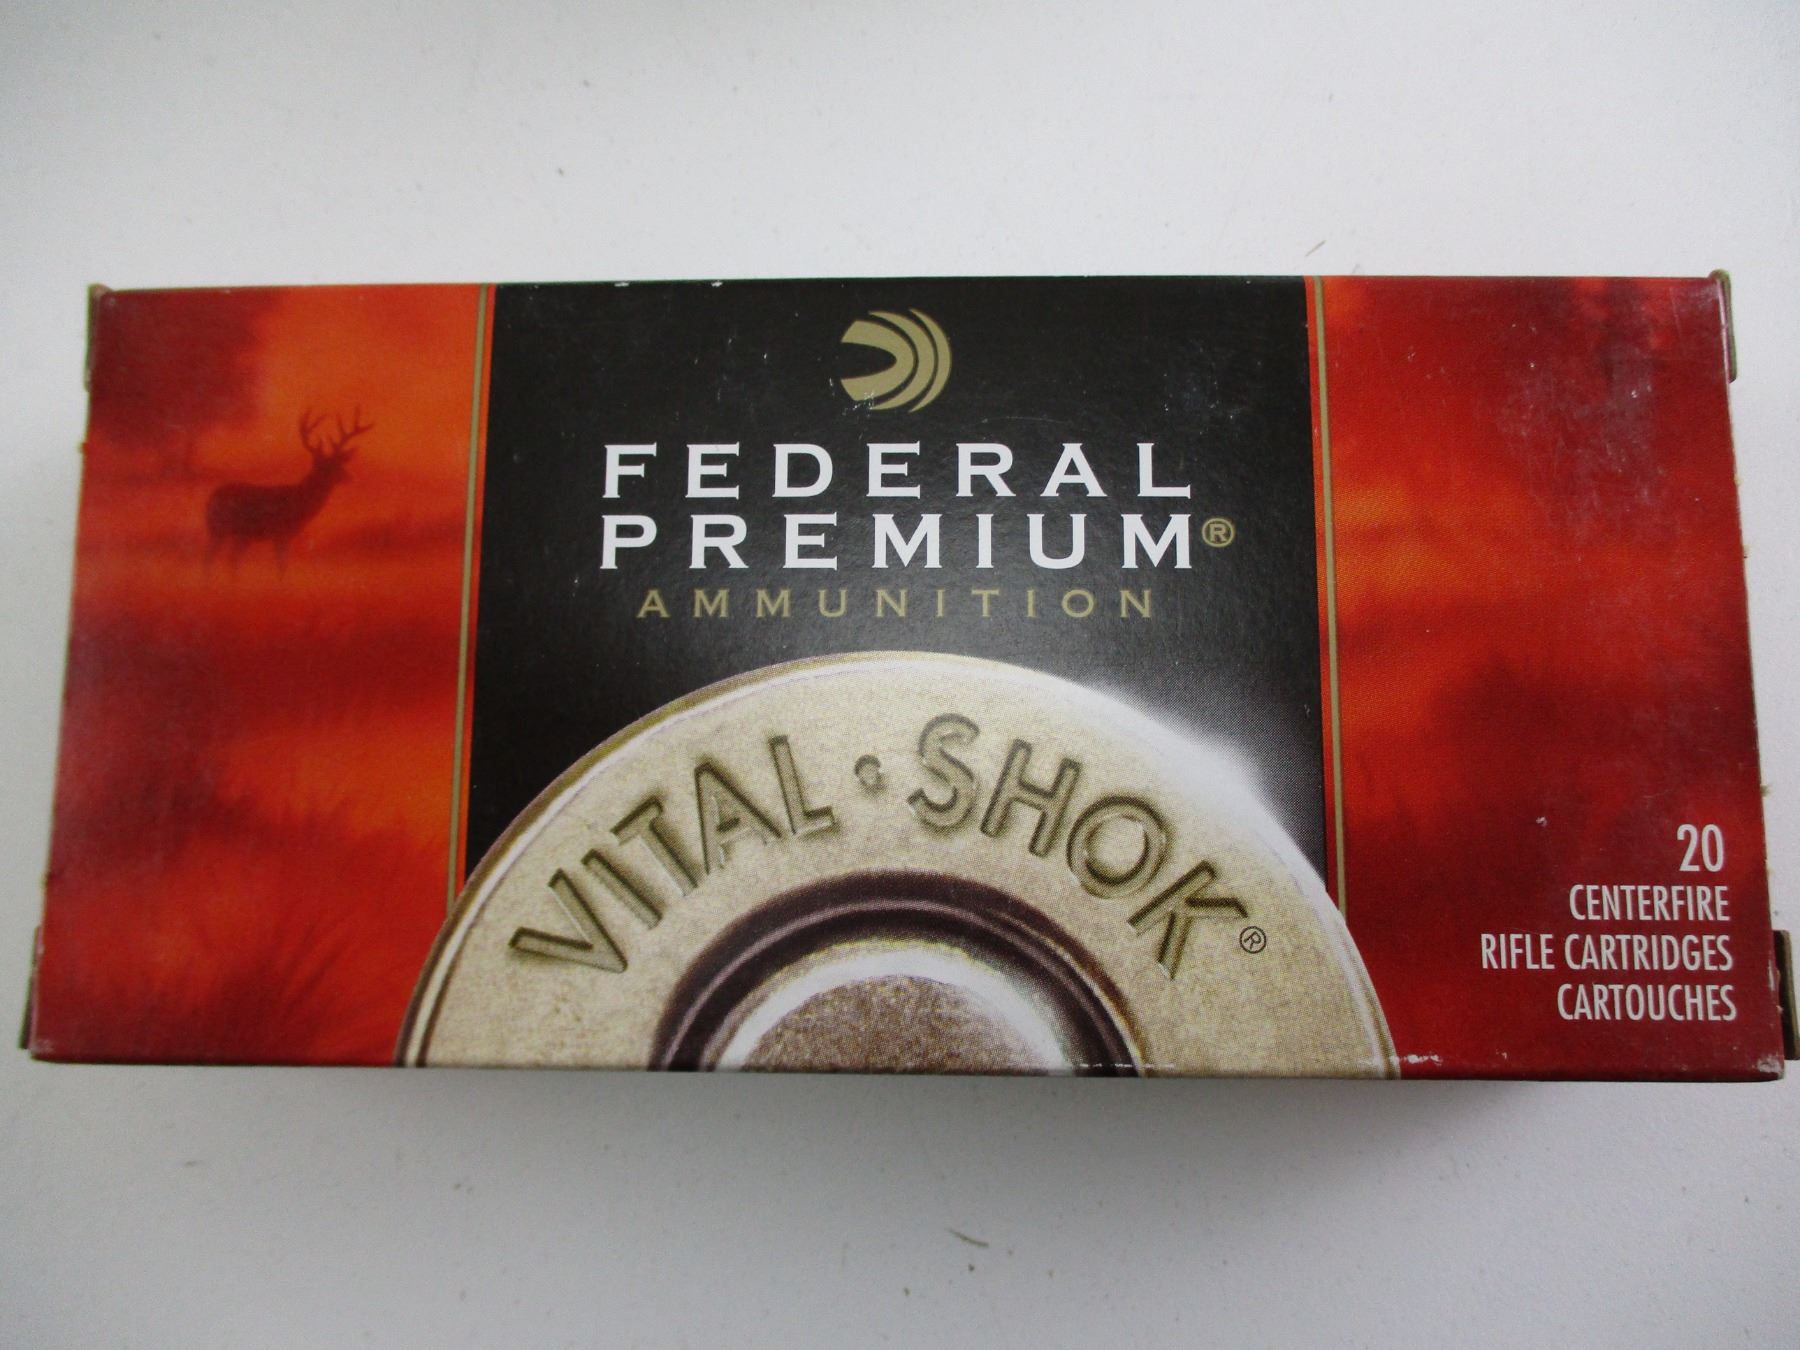 FEDERAL
PREMIUM®
AMMUNITION
VITAL·SHOK®
20
CENTERFIRE
RIFLE CARTRIDGES
CARTOUCHES